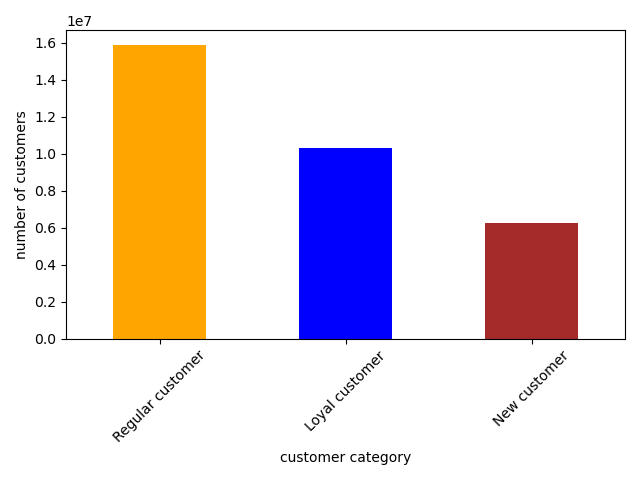 1e7
1.6
1.4
1.2
1.0
0.8
0.6
0.4
0.2
0.0
number of customers
Regular customer
Loyal customer
New customer
customer category